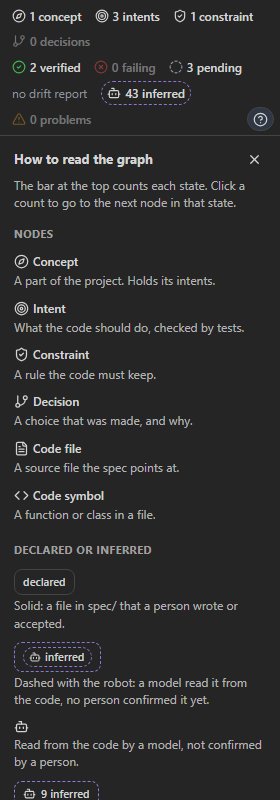 1 concept 3 intents 1 constraint
0 decisions
2 verified 0 failing 3 pending
no drift report 43 inferred
0 problems
How to read the graph
The bar at the top counts each state. Click a
count to go to the next node in that state.
NODES
Concept
A part of the project. Holds its intents.
Intent
What the code should do, checked by tests.
Constraint
A rule the code must keep.
Decision
A choice that was made, and why.
Code file
A source file the spec points at.
Code symbol
A function or class in a file.
DECLARED OR INFERRED
declared
Solid: a file in spec/ that a person wrote or
accepted.
inferred
Dashed with the robot: a model read it from
the code, no person confirmed it yet.
Read from the code by a model, not confirmed
by a person.
9 inferred